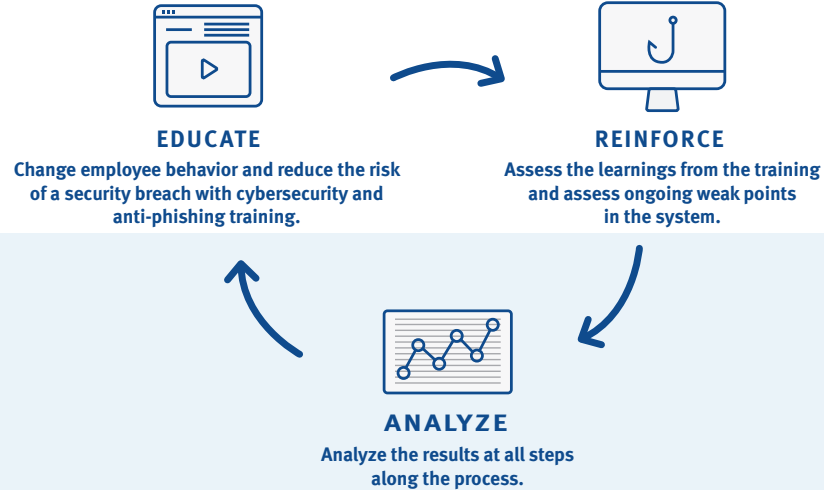 EDUCATE
Change employee behavior and reduce the risk
of a security breach with cybersecurity and
anti-phishing training.
REINFORCE
Assess the learnings from the training
and assess ongoing weak points
in the system.
ANALYZE
Analyze the results at all steps
along the process.